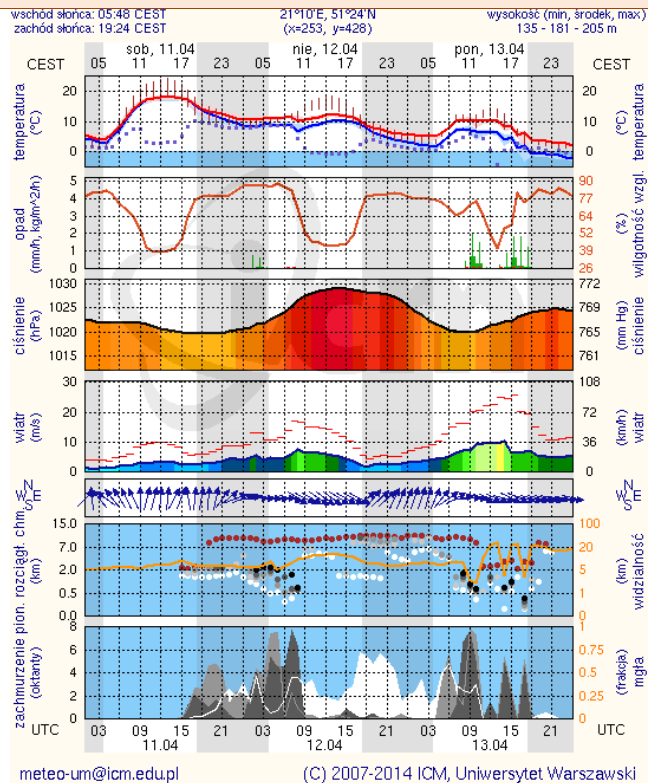 wschód słońca: 05:48 CEST 21°10'E, 51°24'N wysokość (min, środek, max)
zachód słońca: 19:24 CEST (x=253, y=428) 135 - 181 - 205 m
sob, 11.04 nie, 12.04 pon, 13.04
CEST 05 11 17 23 05 11 17 23 05 11 17 23 CEST
temperatura (°C)
20
10
0
20
10
0
temperatura (°C)
opad (mm/h, kg/m^2/h)
5
4
3
2
1
0
90
77
64
52
39
26
wilgotność wzgl. (%)
ciśnienie (hPa)
1030
1025
1020
1015
772
769
765
761
(mm Hg) ciśnienie
wiatr (m/s)
30
20
10
0
108
72
36
0
(km/h) wiatr
N
W E
S
N
W E
S
pion. rozciągł. chm. (km)
15.0
7.0
2.0
0.5
0.0
100
20
5
1
0
(km) widzialność
zachmurzenie (oktanty)
8
6
4
2
0
1
0.75
0.5
0.25
0
(frakcja) mgła
UTC 03 09 15 21 03 09 15 21 03 09 15 21 UTC
11.04 12.04 13.04
meteo-um@icm.edu.pl (C) 2007-2014 ICM, Uniwersytet Warszawski